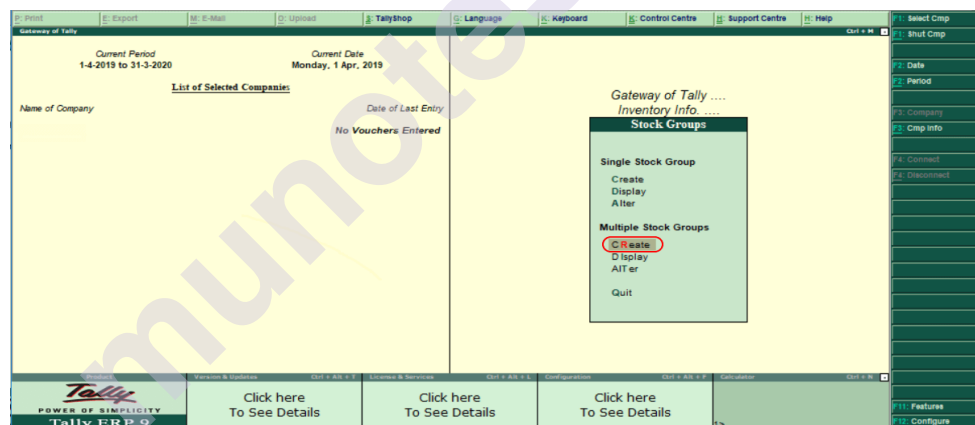 P: Print E: Export M: E-Mail O: Upload S: TallyShop G: Language K: Keyboard K: Control Centre H: Support Centre H: Help F1: Select Cmp
Gateway of Tally Ctrl + M
F1: Shut Cmp
Current Period Current Date
1-4-2019 to 31-3-2020 Monday, 1 Apr, 2019
List of Selected Companies
Name of Company Date of Last Entry
No Vouchers Entered
Gateway of Tally ....
Inventory Info. ....
Stock Groups
Single Stock Group
Create
Display
Alter
Multiple Stock Groups
CReate
DIsplay
AlTer
Quit
F2: Date
F2: Period
F3: Company
F3: Cmp Info
F4: Connect
F4: Disconnect
F11: Features
F12: Configure
Product Version & Updates Ctrl + Alt + T License & Services Ctrl + Alt + L Configuration Ctrl + Alt + F Calculator Ctrl + N
Tally
POWER OF SIMPLICITY
Tally.ERP 9
Click here
To See Details
Click here
To See Details
Click here
To See Details
1>
munote